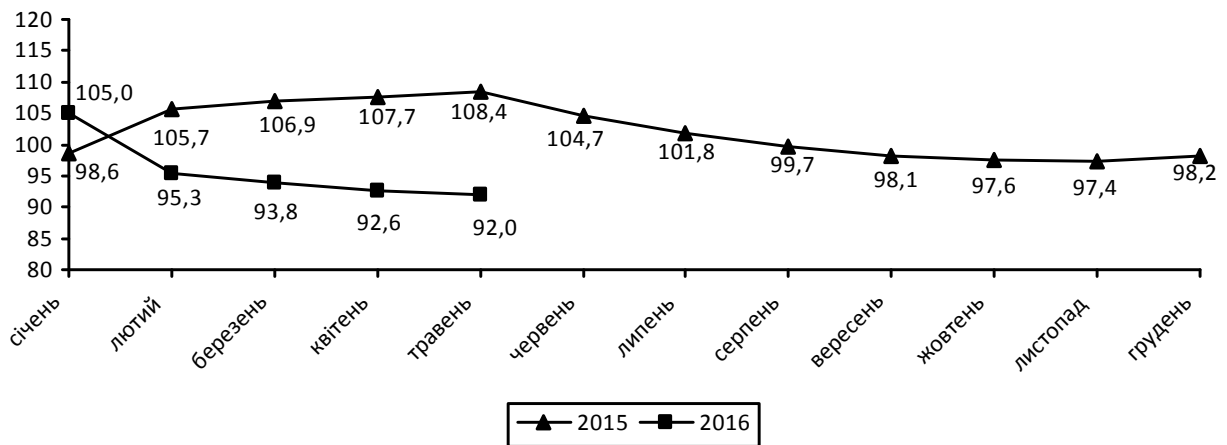 120
115
110
105
100
95
90
85
80
105,0
98,6
105,7
95,3
106,9
93,8
107,7
92,6
108,4
92,0
104,7
101,8
99,7
98,1
97,6
97,4
98,2
січень
лютий
березень
квітень
травень
червень
липень
серпень
вересень
жовтень
листопад
грудень
2015
2016